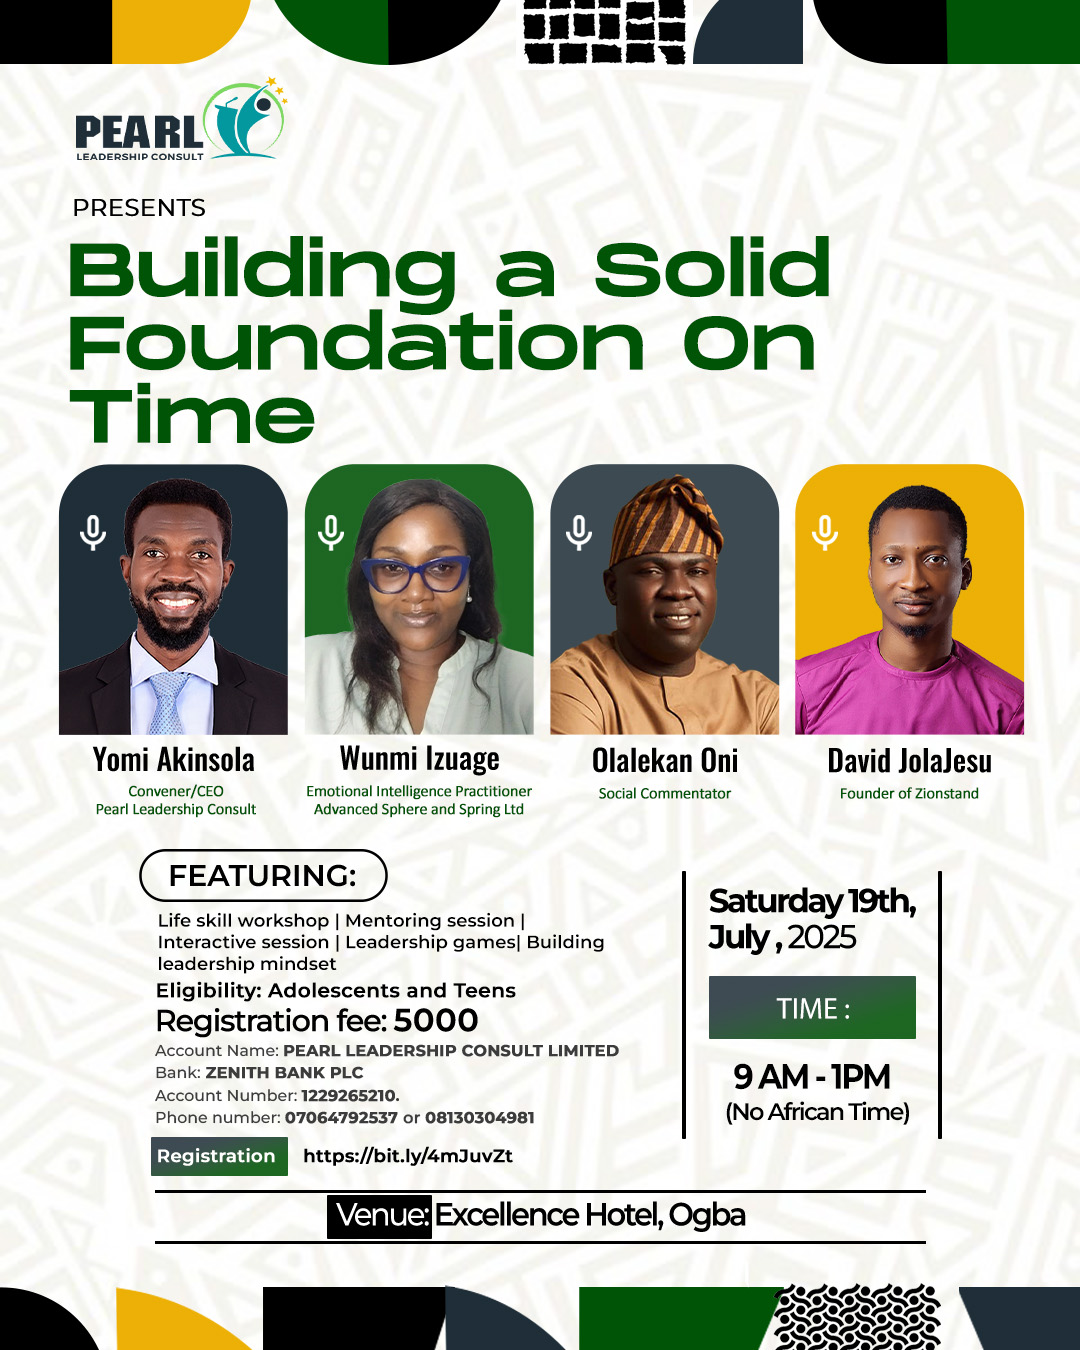 PEARL
LEADERSHIP CONSULT
PRESENTS
Building a Solid
Foundation On
Time
Yomi Akinsola
Convener/CEO
Pearl Leadership Consult
Wunmi Izuage
Emotional Intelligence Practitioner
Advanced Sphere and Spring Ltd
Olalekan Oni
Social Commentator
David JolaJesu
Founder of Zionstand
FEATURING:
Life skill workshop | Mentoring session |
Interactive session | Leadership games| Building
leadership mindset
Eligibility: Adolescents and Teens
Registration fee: 5000
Account Name: PEARL LEADERSHIP CONSULT LIMITED
Bank: ZENITH BANK PLC
Account Number: 1229265210.
Phone number: 07064792537 or 08130304981
Registration https://bit.ly/4mJuvZt
Saturday 19th,
July , 2025
TIME :
9 AM - 1PM
(No African Time)
Venue: Excellence Hotel, Ogba